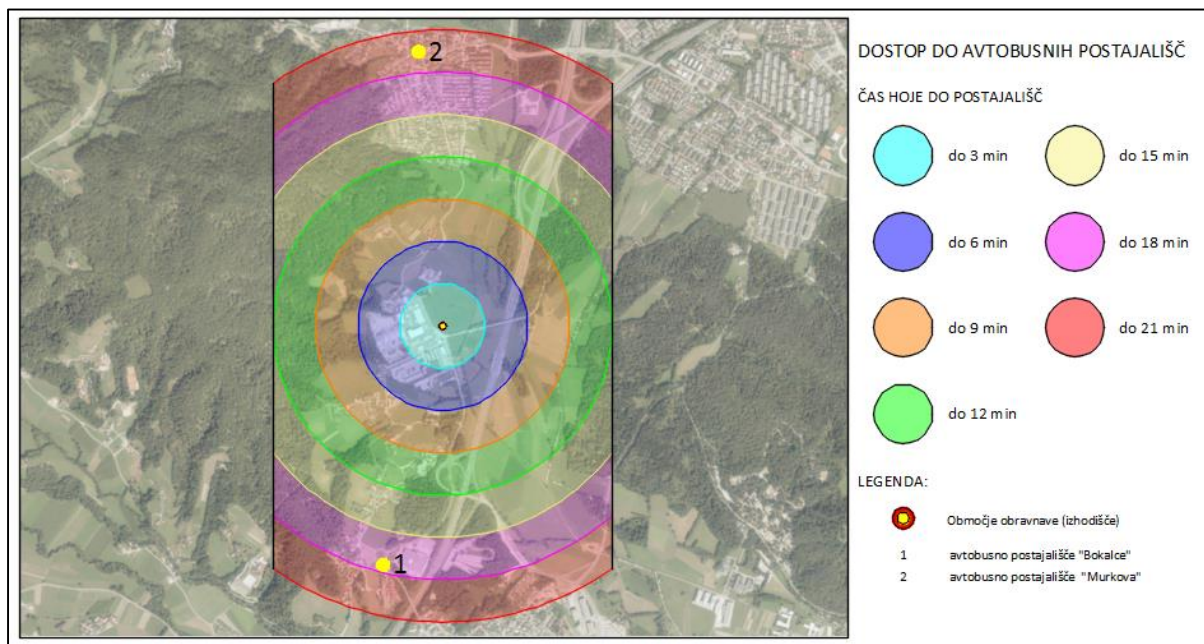 2
1
DOSTOP DO AVTOBUSNIH POSTAJALIŠČ
ČAS HOJE DO POSTAJALIŠČ
do 3 min
do 15 min
do 6 min
do 18 min
do 9 min
do 21 min
do 12 min
LEGENDA:
Območje obravnave (izhodišče)
1 avtobusno postajališče "Bokalce"
2 avtobusno postajališče "Murkova"